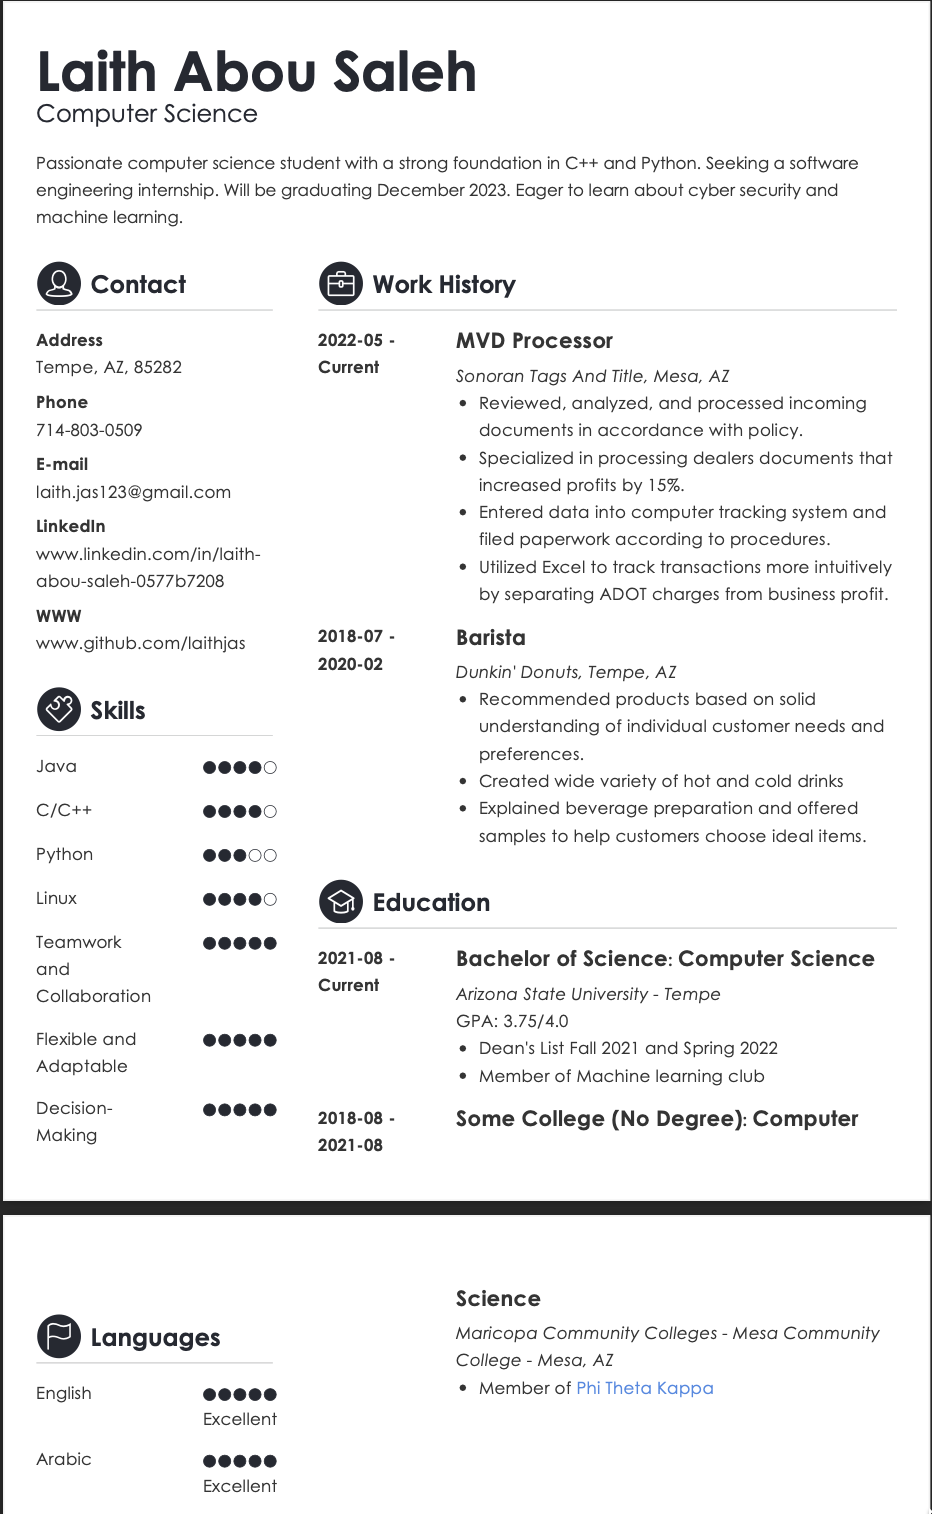 Laith Abou Saleh
Computer Science
Passionate computer science student with a strong foundation in C++ and Python. Seeking a software
engineering internship. Will be graduating December 2023. Eager to learn about cyber security and
machine learning.
Contact
Address
Tempe, AZ, 85282
Phone
714-803-0509
E-mail
laith.jas123@gmail.com
LinkedIn
www.linkedin.com/in/laith-
abou-saleh-0577b7208
WWW
www.github.com/laithjas
Skills
Java
C/C++
Python
Linux
Teamwork
and
Collaboration
Flexible and
Adaptable
Decision-
Making
Work History
2022-05 -
Current
MVD Processor
Sonoran Tags And Title, Mesa, AZ
• Reviewed, analyzed, and processed incoming
documents in accordance with policy.
• Specialized in processing dealers documents that
increased profits by 15%.
• Entered data into computer tracking system and
filed paperwork according to procedures.
• Utilized Excel to track transactions more intuitively
by separating ADOT charges from business profit.
2018-07 -
2020-02
Barista
Dunkin' Donuts, Tempe, AZ
• Recommended products based on solid
understanding of individual customer needs and
preferences.
• Created wide variety of hot and cold drinks
• Explained beverage preparation and offered
samples to help customers choose ideal items.
Education
2021-08 -
Current
Bachelor of Science: Computer Science
Arizona State University - Tempe
GPA: 3.75/4.0
• Dean's List Fall 2021 and Spring 2022
• Member of Machine learning club
2018-08 -
2021-08
Some College (No Degree): Computer
Science
Maricopa Community Colleges - Mesa Community
College - Mesa, AZ
• Member of Phi Theta Kappa
Languages
English
Excellent
Arabic
Excellent